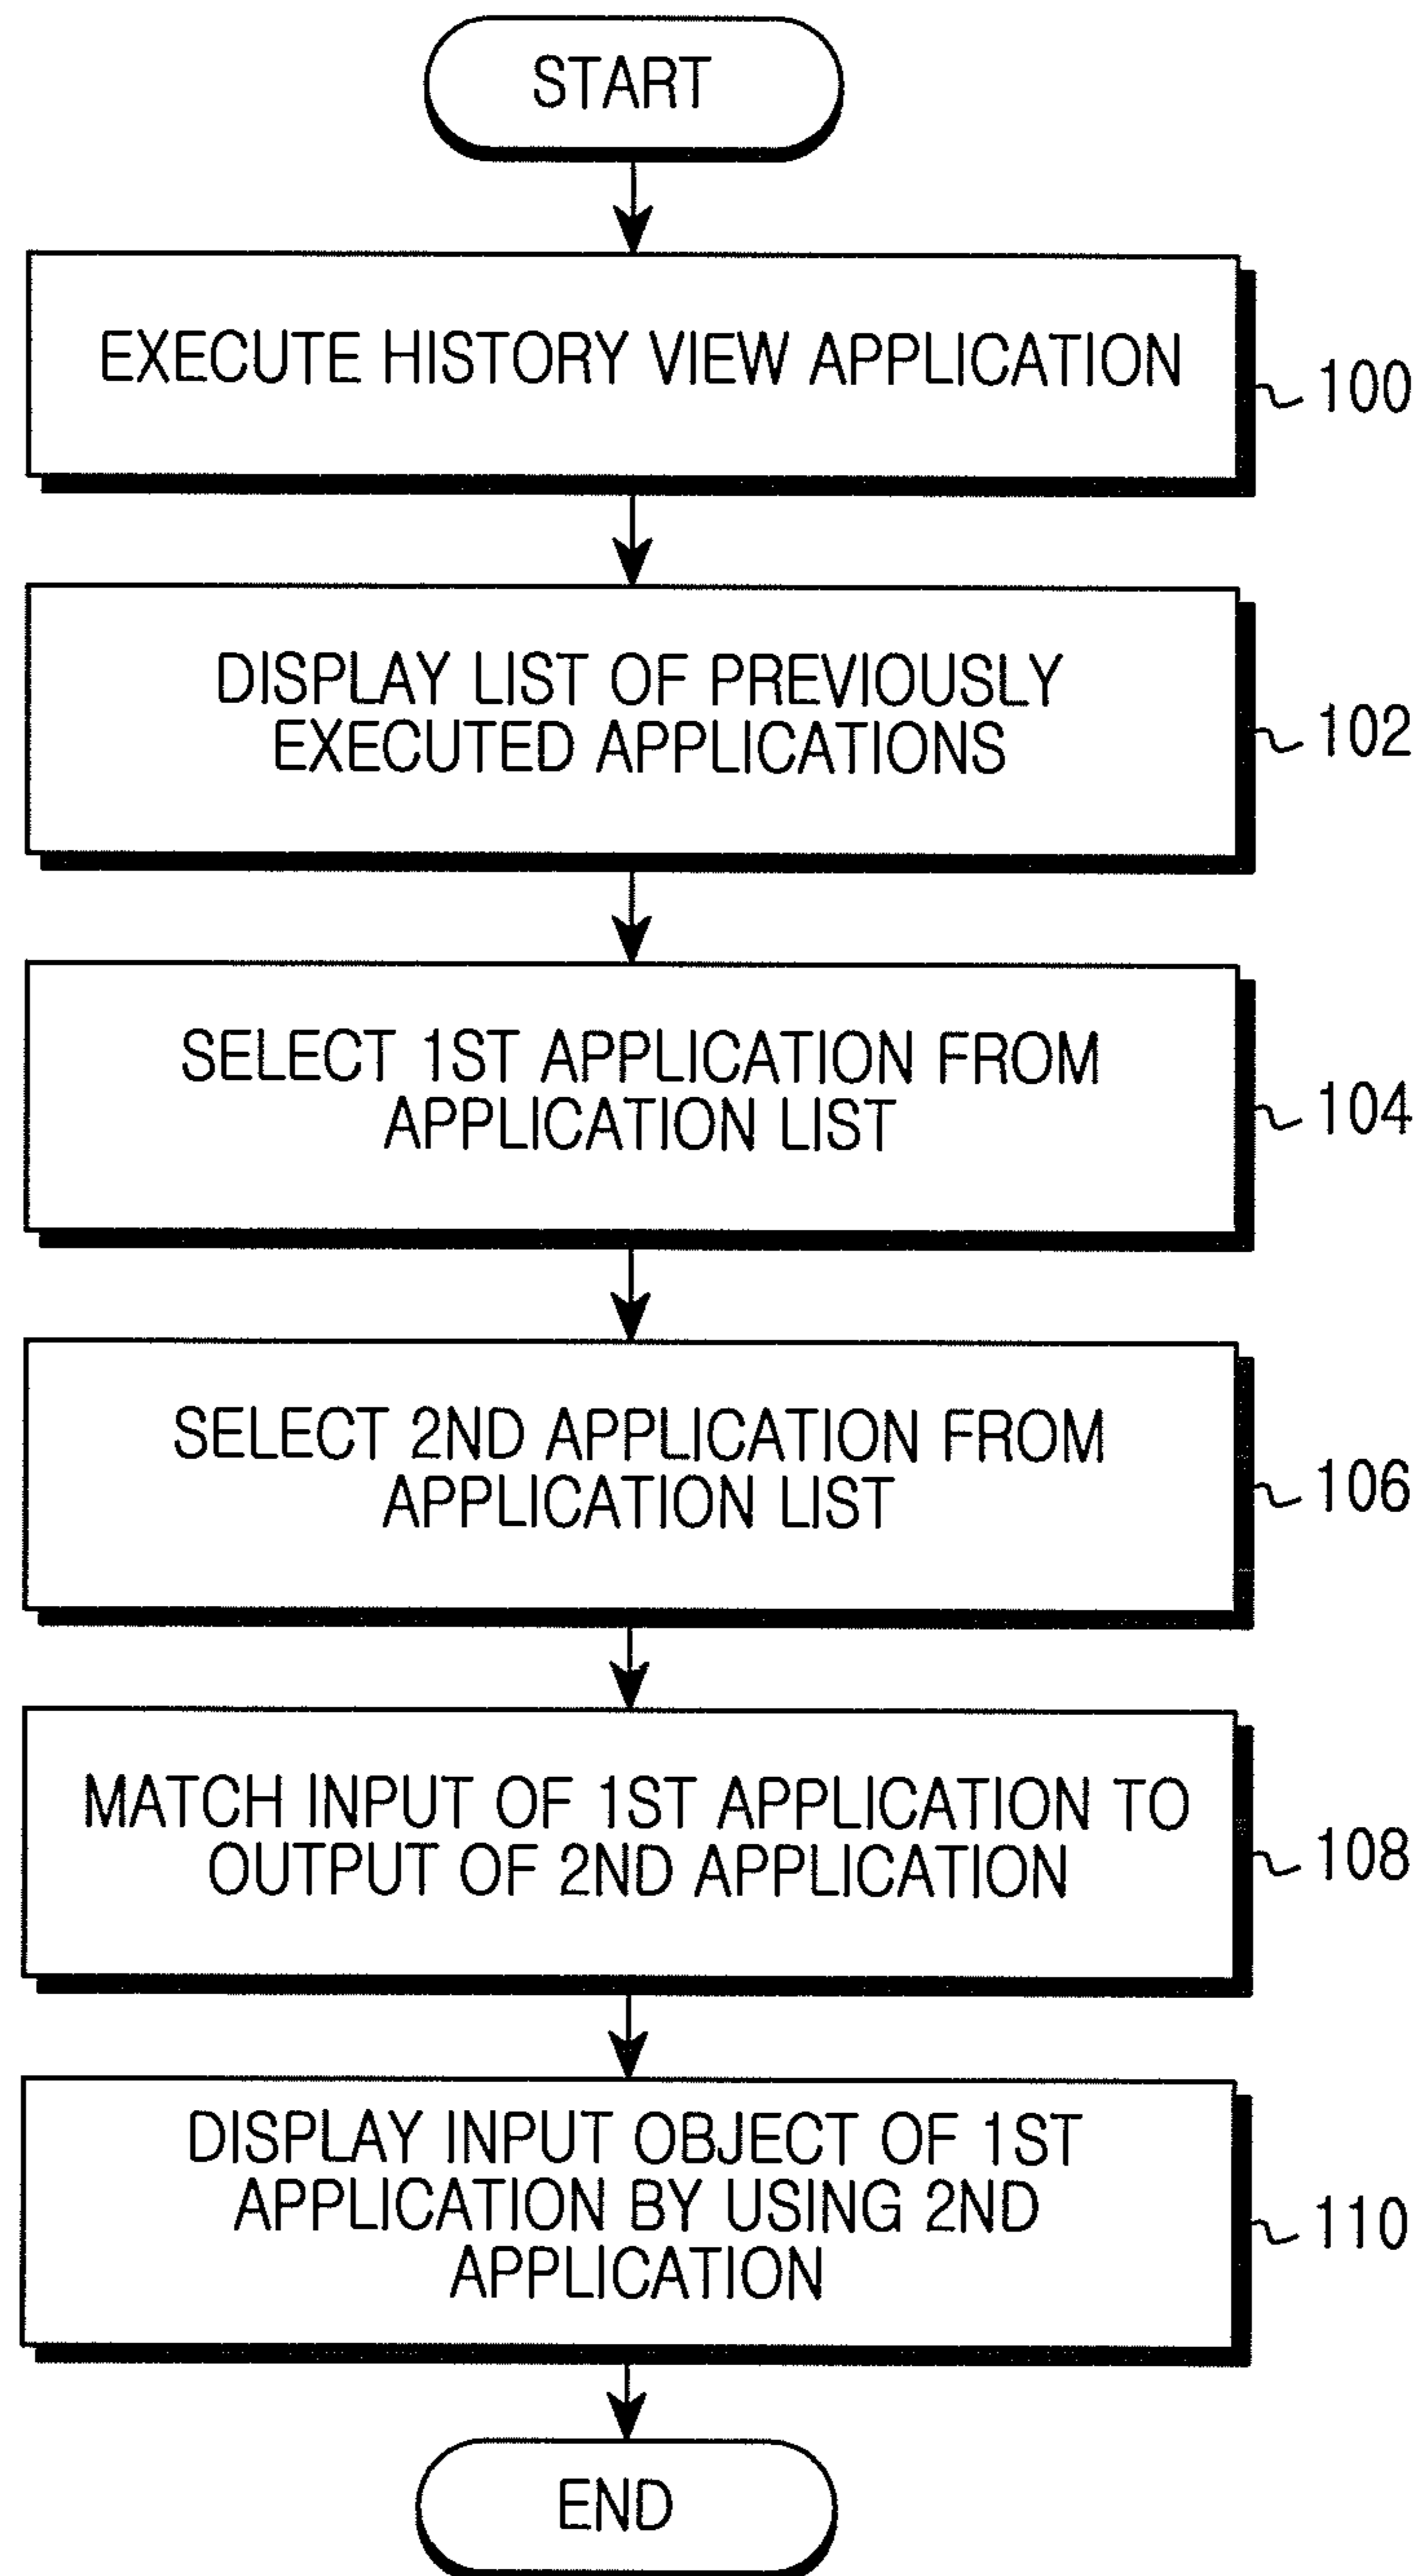 START
EXECUTE HISTORY VIEW APPLICATION
100
DISPLAY LIST OF PREVIOUSLY
EXECUTED APPLICATIONS
102
SELECT 1ST APPLICATION FROM
APPLICATION LIST
104
SELECT 2ND APPLICATION FROM
APPLICATION LIST
106
MATCH INPUT OF 1ST APPLICATION TO
OUTPUT OF 2ND APPLICATION
108
DISPLAY INPUT OBJECT OF 1ST
APPLICATION BY USING 2ND
APPLICATION
110
END